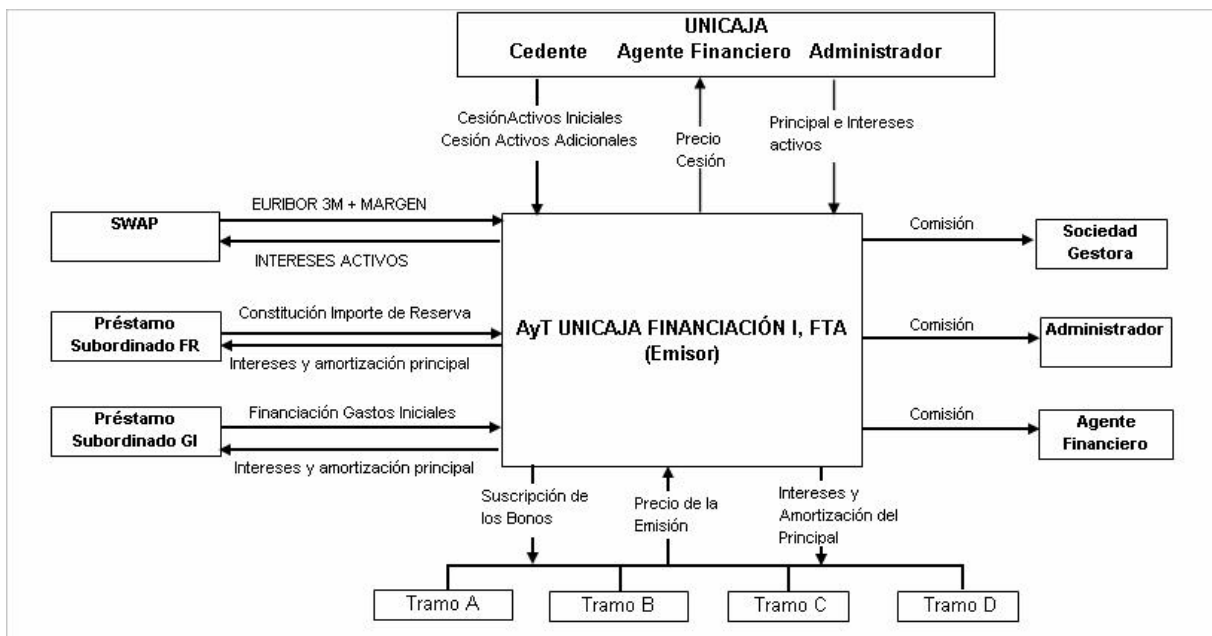 UNICAJA
Cedente Agente Financiero Administrador
CesiónActivos Iniciales
Cesión Activos Adicionales
Precio
Cesión
Principal e Intereses
activos
SWAP
EURIBOR 3M + MARGEN
INTERESES ACTIVOS
Préstamo
Subordinado FR
Constitución Importe de Reserva
Intereses y amortización principal
Préstamo
Subordinado GI
Financiación Gastos Iniciales
Intereses y amortización principal
AyT UNICAJA FINANCIACIÓN I, FTA
(Emisor)
Comisión
Sociedad
Gestora
Comisión
Administrador
Comisión
Agente
Financiero
Suscripción de
los Bonos
Precio de la
Emisión
Intereses y
Amortización del
Principal
Tramo A
Tramo B
Tramo C
Tramo D